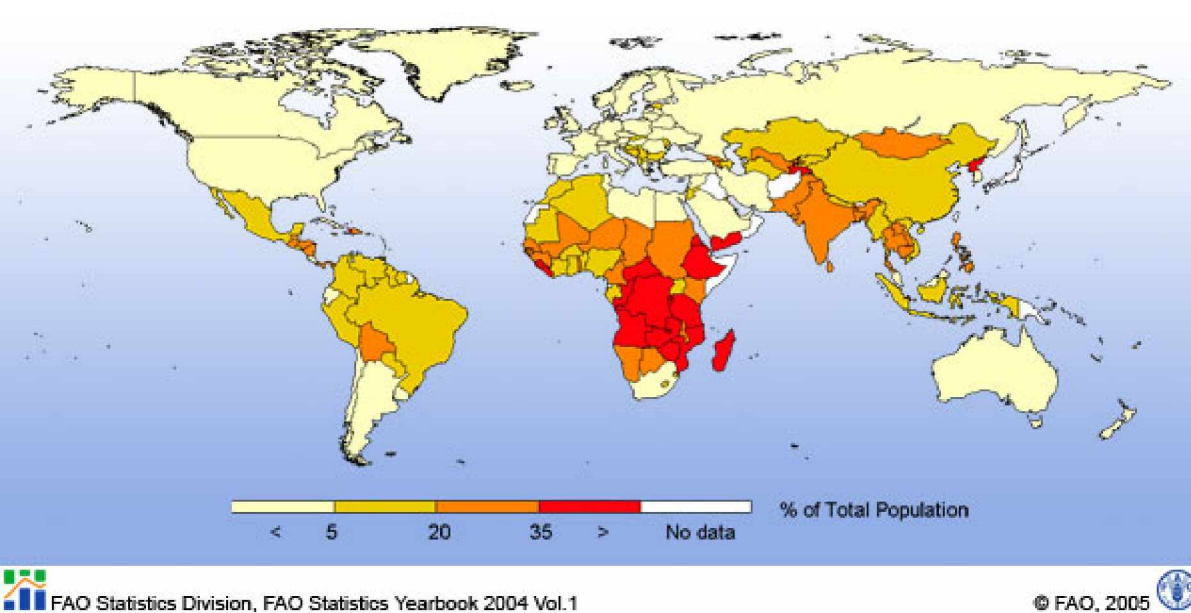 % of Total Population
< 5 20 35 > No data
FAO Statistics Division, FAO Statistics Yearbook 2004 Vol.1
© FAO, 2005